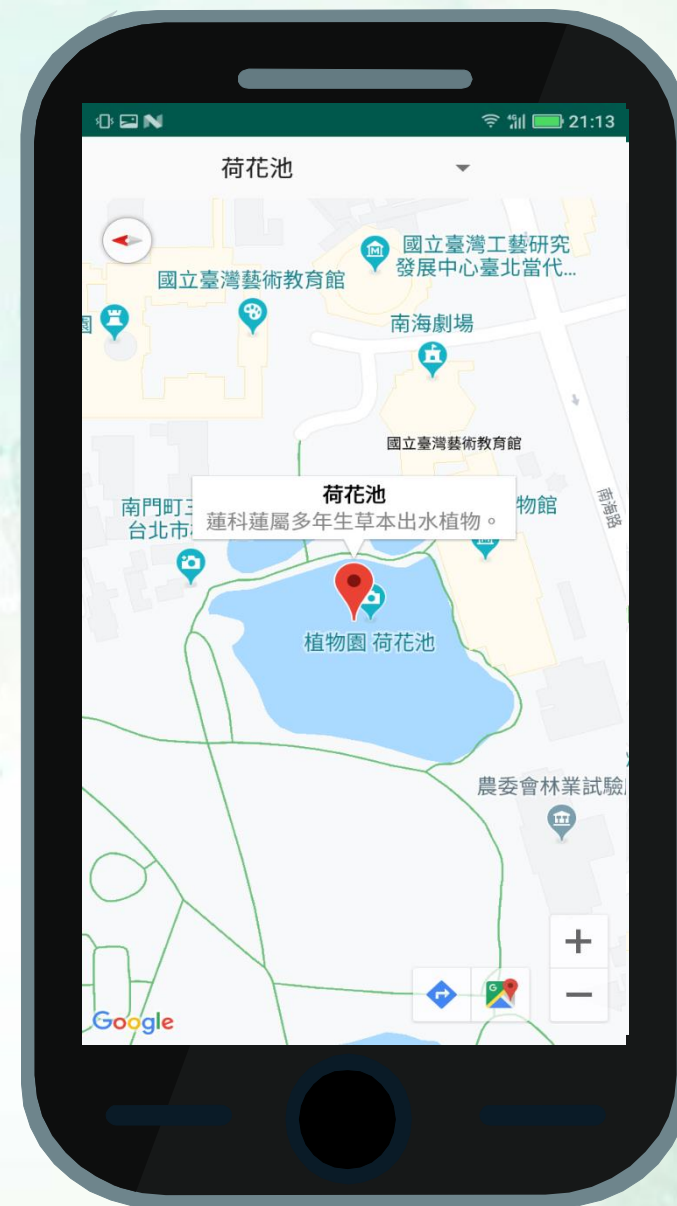 21:13
荷花池
國立臺灣工藝研究
發展中心臺北當代...
國立臺灣藝術教育館
園
南海劇場
國立臺灣藝術教育館
南海路
荷花池
蓮科蓮屬多年生草本出水植物。
南門町三
台北市
物館
植物園 荷花池
農委會林業試驗
Google